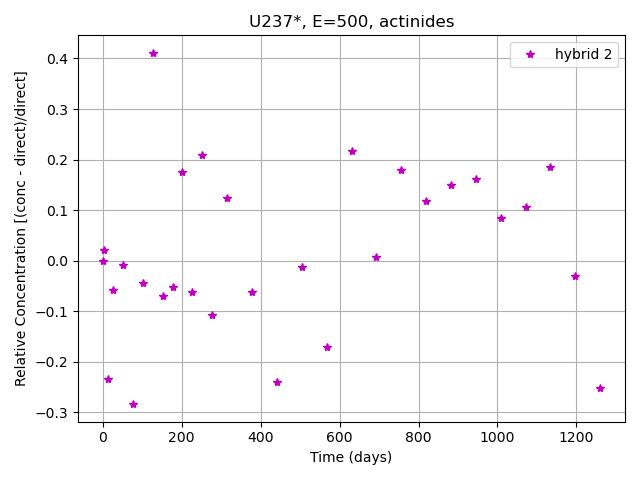 U237*, E=500, actinides
hybrid 2
Relative Concentration [(conc - direct)/direct]
0.4
0.3
0.2
0.1
0.0
−0.1
−0.2
−0.3
0 200 400 600 800 1000 1200
Time (days)